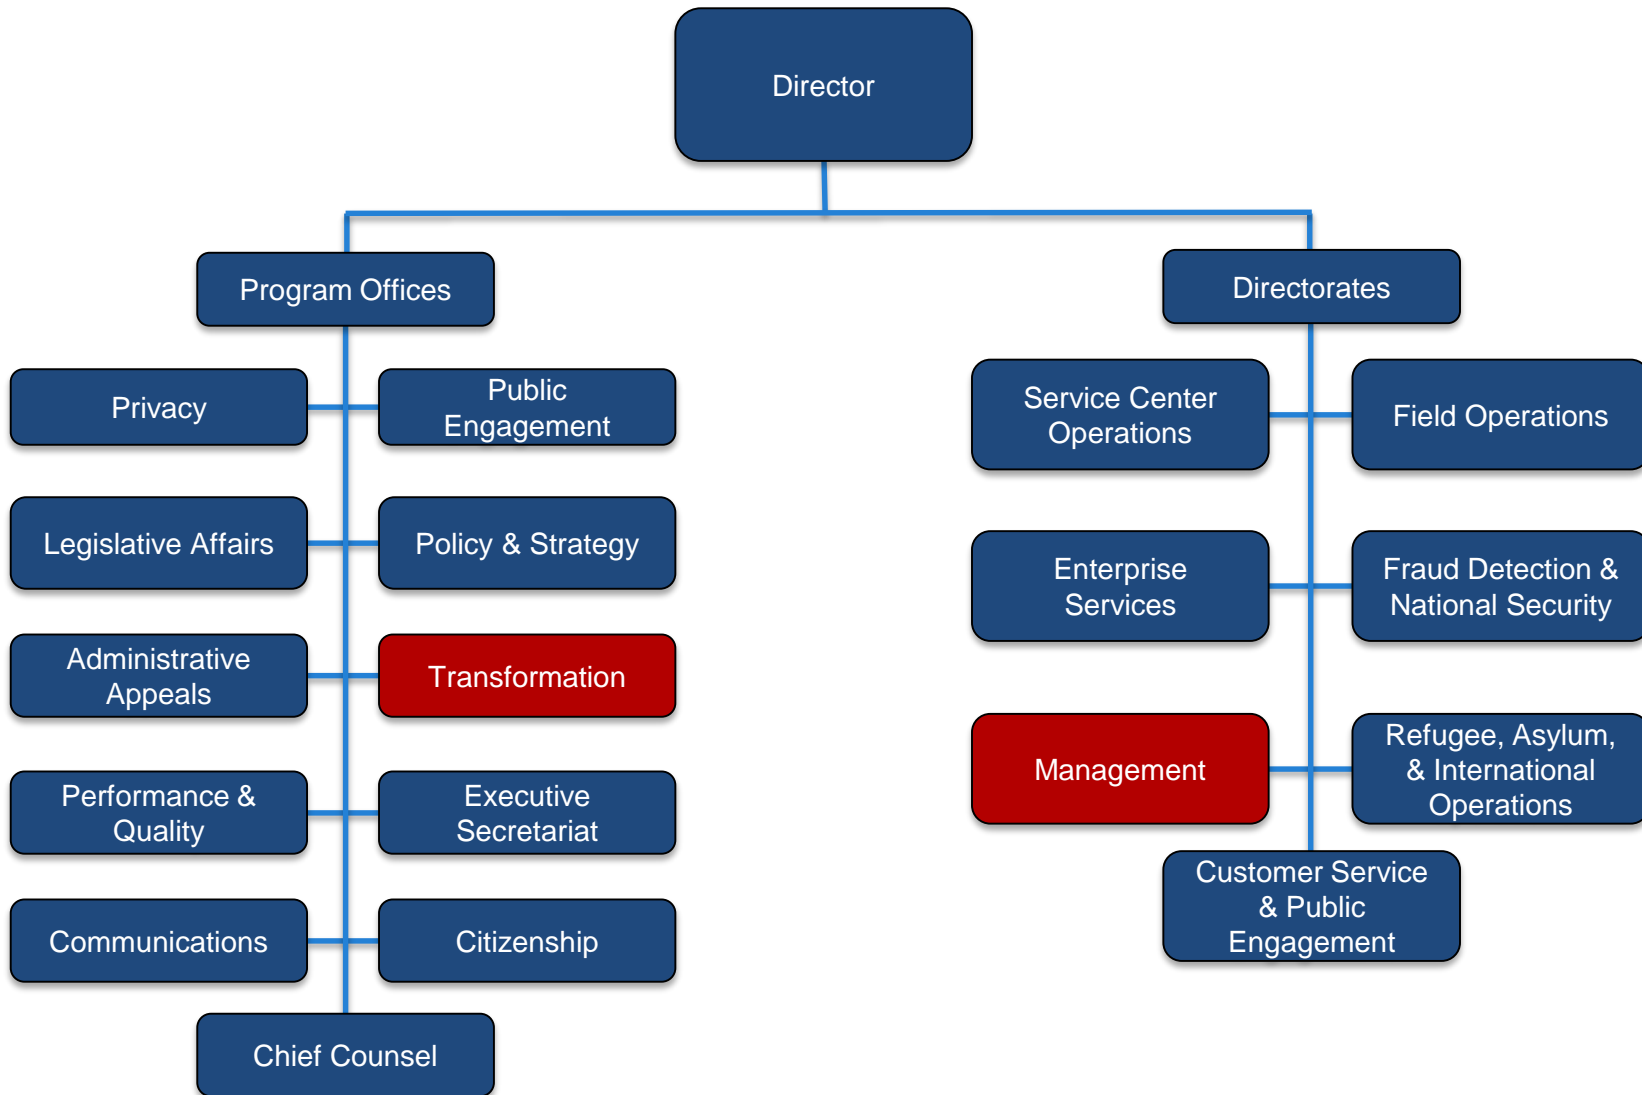 Director
Program Offices
Directorates
Privacy
Public
Engagement
Service Center
Operations
Field Operations
Legislative Affairs
Policy & Strategy
Enterprise
Services
Fraud Detection &
National Security
Administrative
Appeals
Transformation
Management
Refugee, Asylum,
& International
Operations
Performance &
Quality
Executive
Secretariat
Customer Service
& Public
Engagement
Communications
Citizenship
Chief Counsel